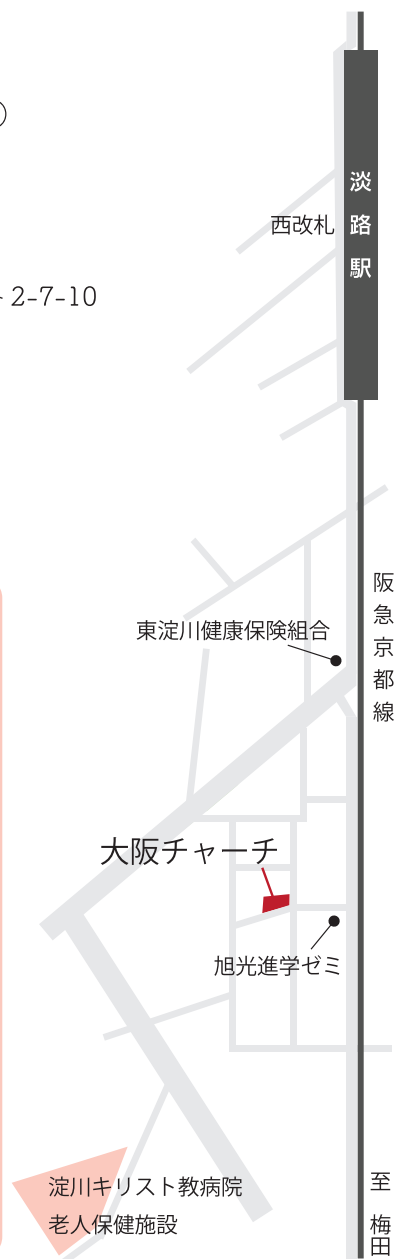 淡路駅
西改札
2-7-10
阪急京都線
東淀川健康保険組合
大阪チャーチ
旭光進学ゼミ
淀川キリスト教病院
老人保健施設
至 梅田